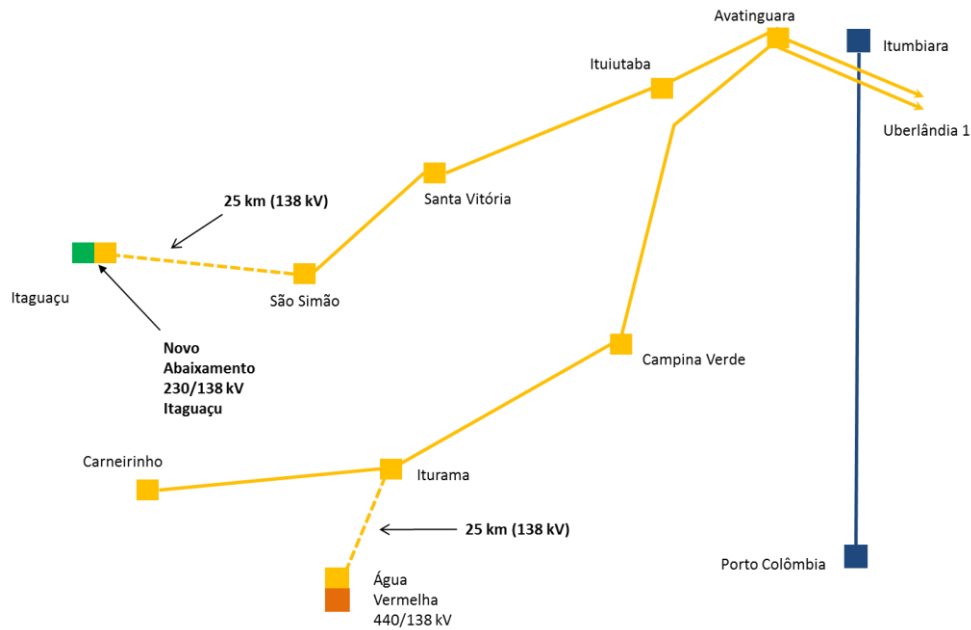 Avatinguara
Itumbiara
Ituiutaba
Uberlândia 1
Santa Vitória
25 km (138 kV)
Itaguaçu
São Simão
Novo
Abaixamento
230/138 kV
Itaguaçu
Campina Verde
Carneirinho
Iturama
25 km (138 kV)
Porto Colômbia
Água
Vermelha
440/138 kV